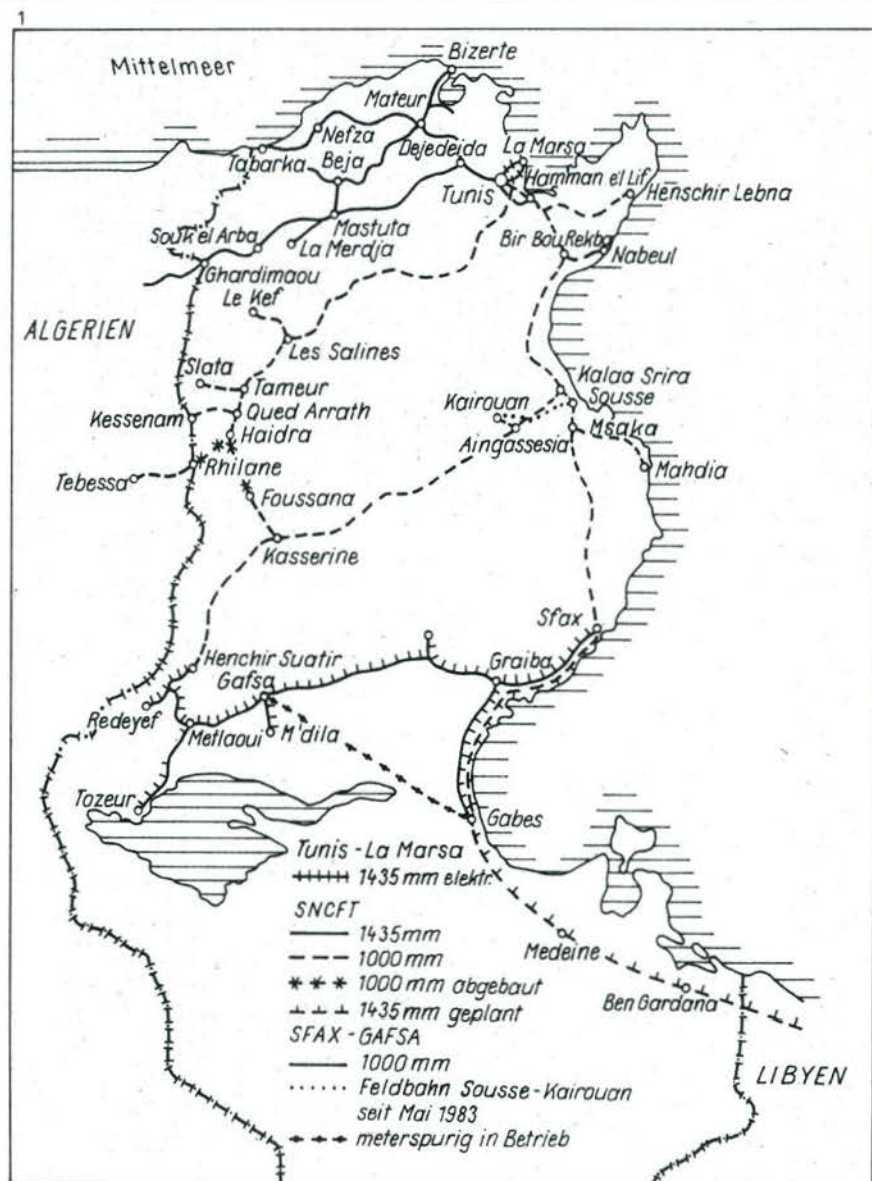 1
Bizerte
Mittelmeer
Mateur
Nefza
La Marsa
Tabarka
Beja
Dejedeida
Hamman el Lif
Tunis
Henschir Lebna
Mastuta
Souk el Arba
La Merdja
Bir Bou Rekba
Nabeul
Ghardimaou
Le Kef
ALGERIEN
Les Salines
Slata
Tameur
Kalaa Srira
Kessenam
Qued Arrath
Kairouan
Sousse
Haidra
Aingassesia
Msaka
Rhilane
Mahdia
Tebessa
Foussana
Kasserine
Sfax
Henchir Suatir
Graiba
Gafsa
Redeyef
Metlaoui
M'dila
Tozeur
Gabes
Tunis - La Marsa
1435 mm elektr.
SNCFT
1435 mm
1000 mm
1000 mm abgebaut
1435 mm geplant
SFAX - GAFSA
1000 mm
Feldbahn Sousse-Kairouan
seit Mai 1983
meterspurig in Betrieb
Medeine
Ben Gardana
LIBYEN